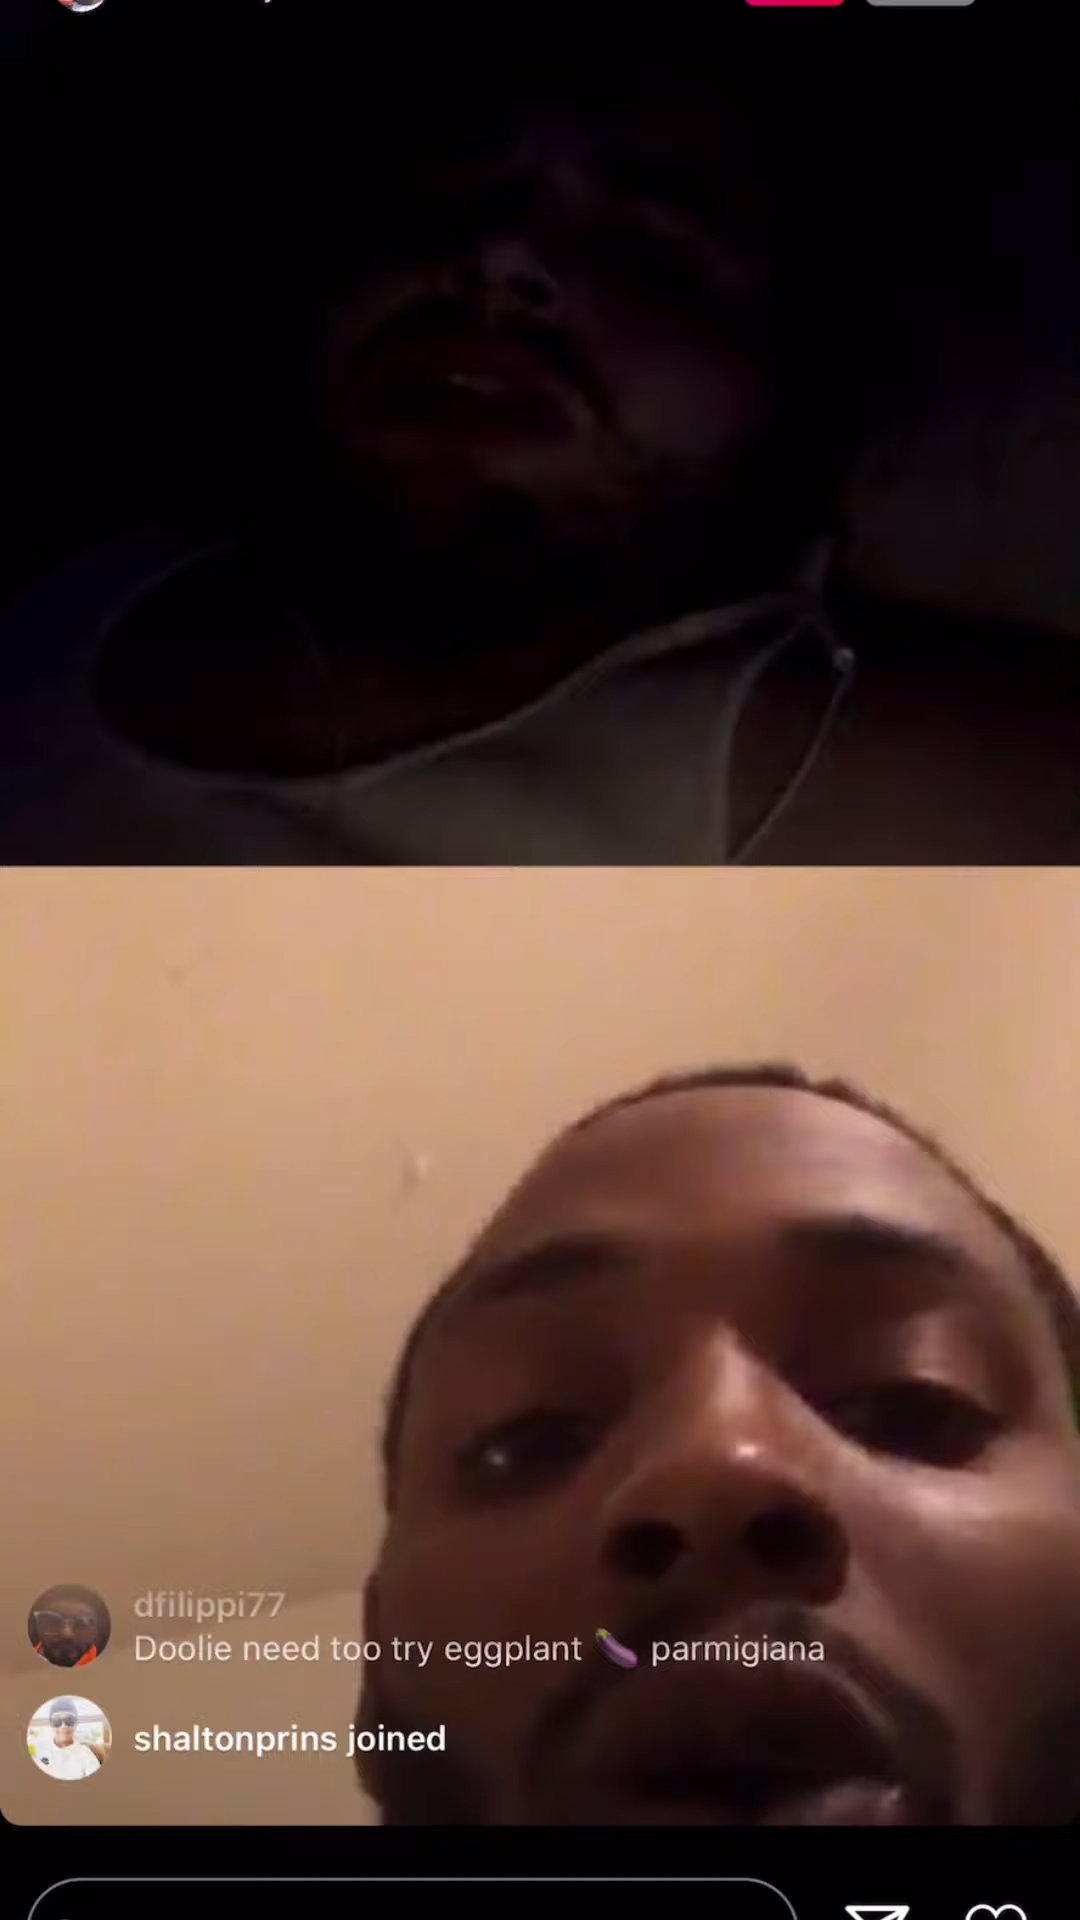 dfilippi77
Doolie need too try eggplant 🍆 parmigiana
shaltonprins joined